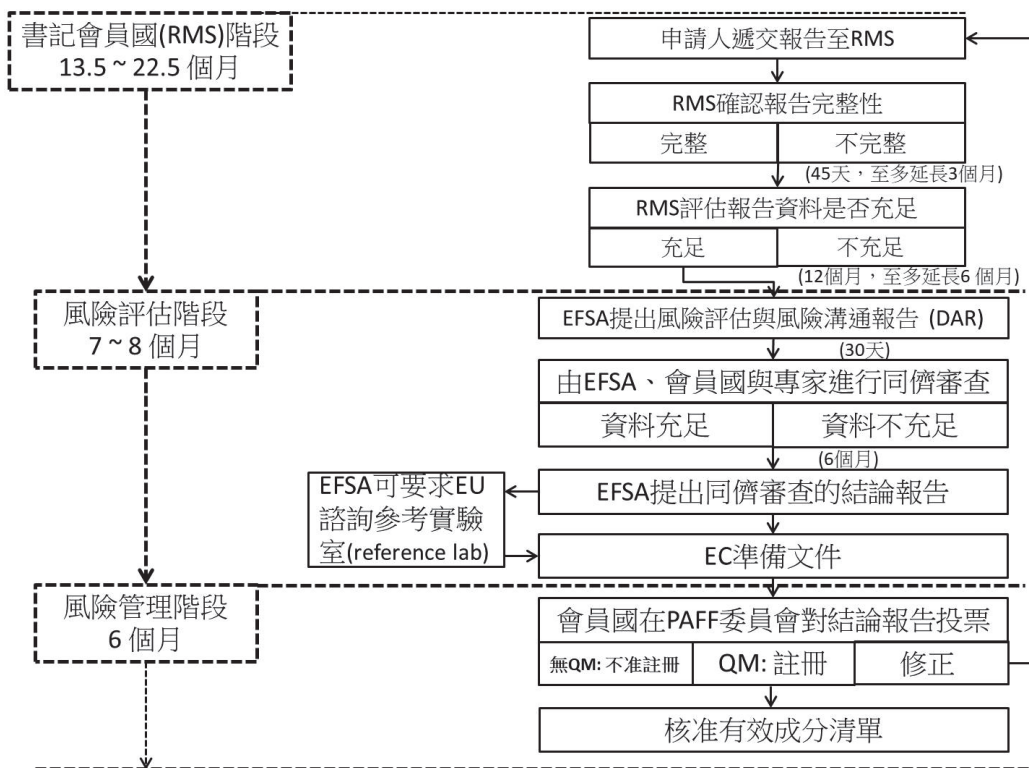 書記會員國(RMS)階段
13.5 ~ 22.5 個月
申請人遞交報告至RMS
RMS確認報告完整性
完整
不完整
(45天，至多延長3個月)
RMS評估報告資料是否充足
充足
不充足
(12個月，至多延長6 個月)
風險評估階段
7 ~ 8 個月
EFSA提出風險評估與風險溝通報告 (DAR)
(30天)
由EFSA、會員國與專家進行同儕審查
資料充足
資料不充足
(6個月)
EFSA可要求EU
諮詢參考實驗
室(reference lab)
EFSA提出同儕審查的結論報告
EC準備文件
風險管理階段
6 個月
會員國在PAFF委員會對結論報告投票
無QM: 不准註冊
QM: 註冊
修正
核准有效成分清單